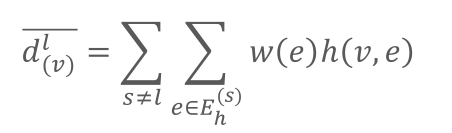 $\overline{d^{l}_{(v)}} = \sum_{s \neq l} \sum_{e \in E_h^{(s)}} w(e)h(v,e)$